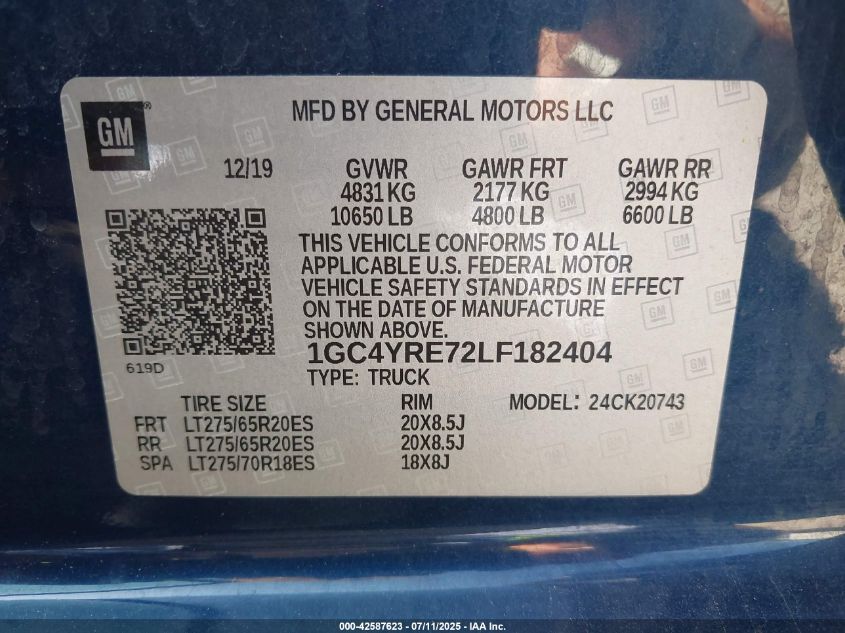 GM®
MFD BY GENERAL MOTORS LLC
12/19 GVWR GAWR FRT GAWR RR
4831 KG 2177 KG 2994 KG
10650 LB 4800 LB 6600 LB
THIS VEHICLE CONFORMS TO ALL
APPLICABLE U.S. FEDERAL MOTOR
VEHICLE SAFETY STANDARDS IN EFFECT
ON THE DATE OF MANUFACTURE
SHOWN ABOVE.
1GC4YRE72LF182404
619D
TYPE: TRUCK
TIRE SIZE RIM MODEL: 24CK20743
FRT LT275/65R20ES 20X8.5J
RR LT275/65R20ES 20X8.5J
SPA LT275/70R18ES 18X8J
000-42587623 - 07/11/2025 - IAA Inc.